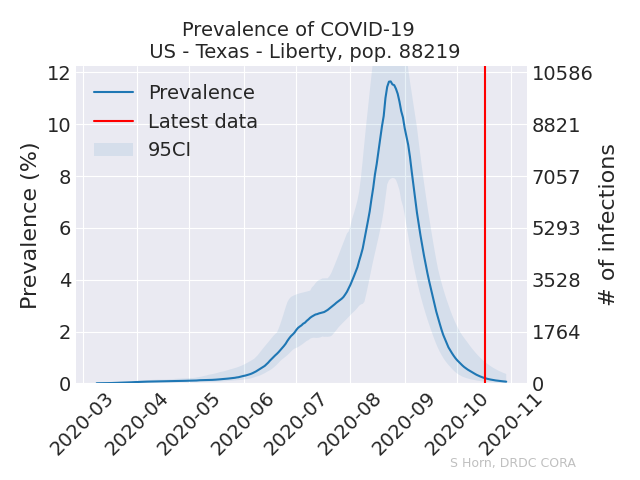 Prevalence of COVID-19
US - Texas - Liberty, pop. 88219
Prevalence
Latest data
95CI
Prevalence (%)
12
10
8
6
4
2
0
10586
8821
7057
5293
3528
1764
0
# of infections
2020-03
2020-04
2020-05
2020-06
2020-07
2020-08
2020-09
2020-10
2020-11
S Horn, DRDC CORA